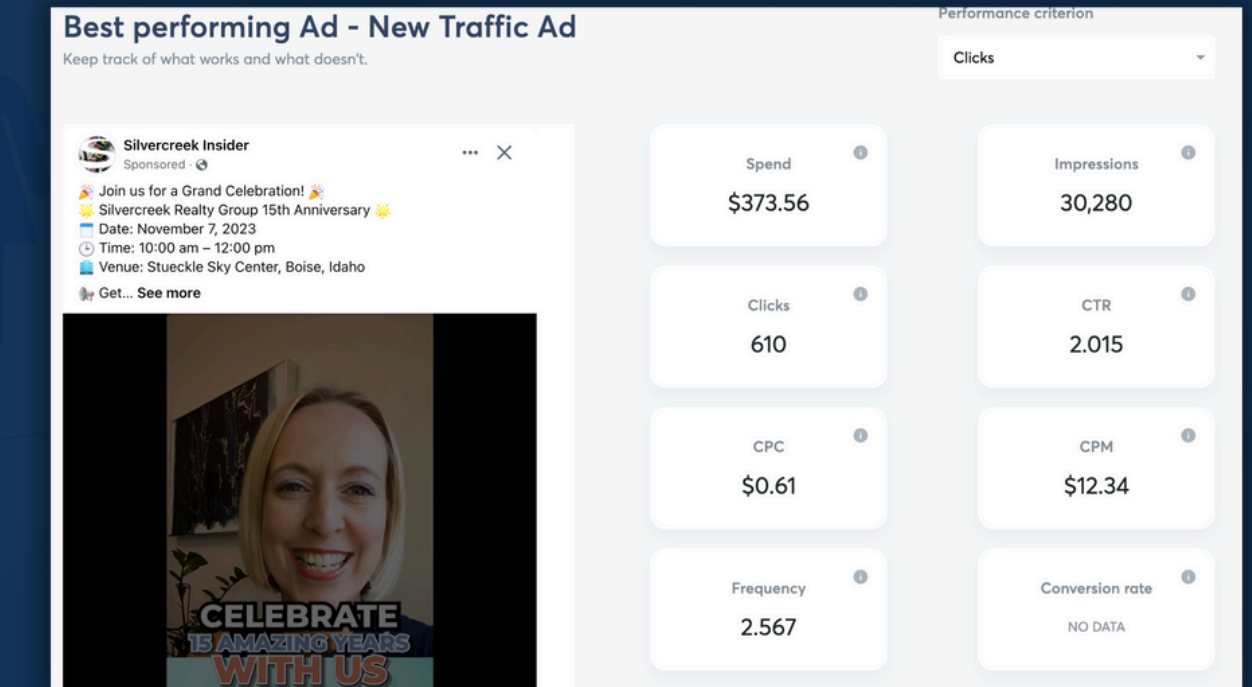 Best performing Ad - New Traffic Ad
Keep track of what works and what doesn't.
Performance criterion
Clicks
Silvercreek Insider
Sponsored ·
🎉 Join us for a Grand Celebration! 🎉
🌟 Silvercreek Realty Group 15th Anniversary 🌟
🗓️ Date: November 7, 2023
🕒 Time: 10:00 am – 12:00 pm
🏢 Venue: Stueckle Sky Center, Boise, Idaho
Get... See more
CELEBRATE
15 AMAZING YEARS
WITH US
Spend
$373.56
Impressions
30,280
Clicks
610
CTR
2.015
CPC
$0.61
CPM
$12.34
Frequency
2.567
Conversion rate
NO DATA